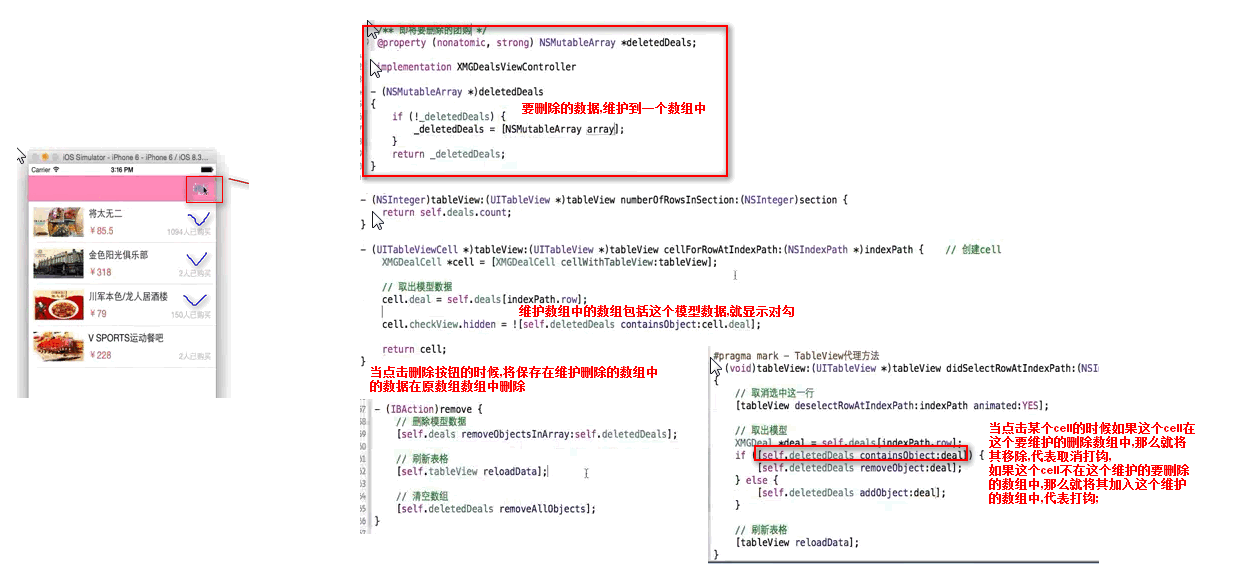 iOS Simulator - iPhone 6 - iPhone 6 / iOS 8.3...
Carrier
3:16 PM
将太无二
￥85.5
1094人已购买
金色阳光俱乐部
￥318
2人已购买
川军本色/龙人居酒楼
￥79
150人已购买
V SPORTS运动餐吧
￥228
2人已购买
/** 即将要删除的团购 */
@property (nonatomic, strong) NSMutableArray *deletedDeals;
implementation XMGDealsViewController
- (NSMutableArray *)deletedDeals
{
要删除的数据,维护到一个数组中
if (!_deletedDeals) {
_deletedDeals = [NSMutableArray array];
}
return _deletedDeals;
}
- (NSInteger)tableView:(UITableView *)tableView numberOfRowsInSection:(NSInteger)section {
return self.deals.count;
}
- (UITableViewCell *)tableView:(UITableView *)tableView cellForRowAtIndexPath:(NSIndexPath *)indexPath { // 创建cell
XMGDealCell *cell = [XMGDealCell cellWithTableView:tableView];
// 取出模型数据
cell.deal = self.deals[indexPath.row];
维护数组中的数组包括这个模型数据,就显示对勾
cell.checkView.hidden = ![self.deletedDeals containsObject:cell.deal];
return cell;
}
当点击删除按钮的时候,将保存在维护删除的数组中
的数据在原数组数组中删除
- (IBAction)remove {
// 删除模型数据
[self.deals removeObjectsInArray:self.deletedDeals];
// 刷新表格
[self.tableView reloadData];
// 清空数组
[self.deletedDeals removeAllObjects];
}
#pragma mark - TableView代理方法
(void)tableView:(UITableView *)tableView didSelectRowAtIndexPath:(NSI
{
// 取消选中这一行
[tableView deselectRowAtIndexPath:indexPath animated:YES];
// 取出模型
XMGDeal *deal = self.deals[indexPath.row];
if ([self.deletedDeals containsObject:deal]) {
[self.deletedDeals removeObject:deal];
} else {
[self.deletedDeals addObject:deal];
}
// 刷新表格
[tableView reloadData];
}
当点击某个cell的时候如果这个cell在
这个要维护的删除数组中,那么就将
其移除,代表取消打钩,
如果这个cell不在这个维护的要删除
的数组中,那么就将其加入这个维护
的数组中,代表打钩;